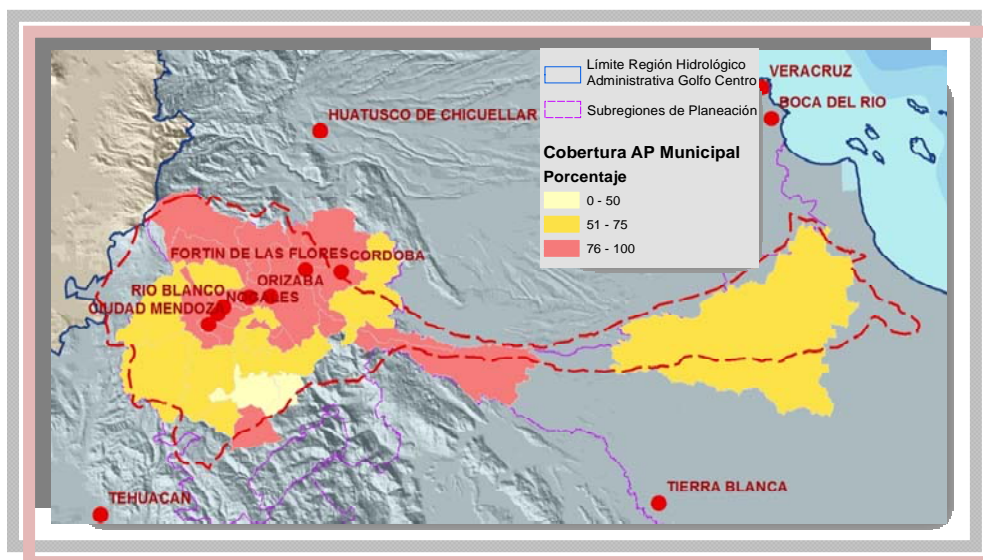 Límite Región Hidrológico
Administrativa Golfo Centro
Subregiones de Planeación
Cobertura AP Municipal
Porcentaje
0 - 50
51 - 75
76 - 100
VERACRUZ
BOCA DEL RIO
HUATUSCO DE CHICUELLAR
FORTIN DE LAS FLORES
CORDOBA
ORIZABA
RIO BLANCO
NOGALES
CIUDAD MENDOZA
TEHUACAN
TIERRA BLANCA